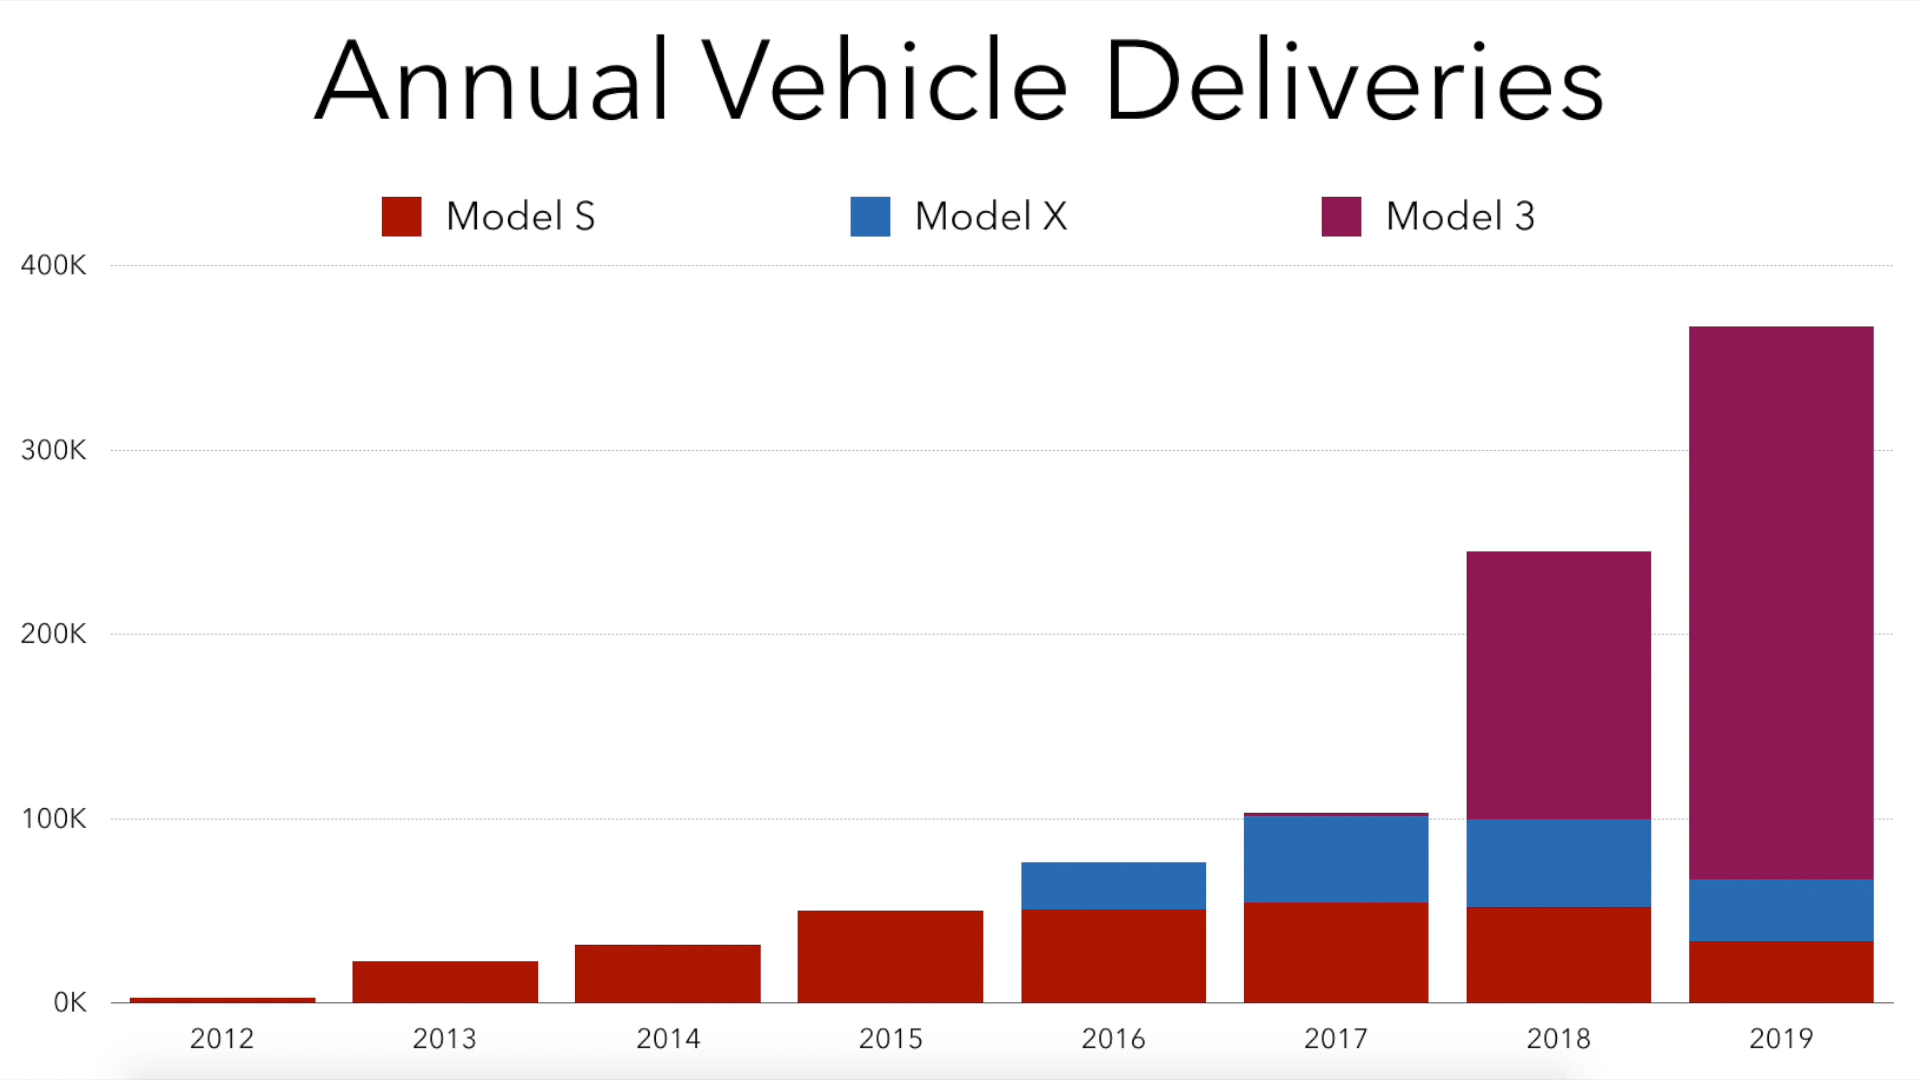 Annual Vehicle Deliveries
Model S Model X Model 3
400K
300K
200K
100K
0K
2012 2013 2014 2015 2016 2017 2018 2019